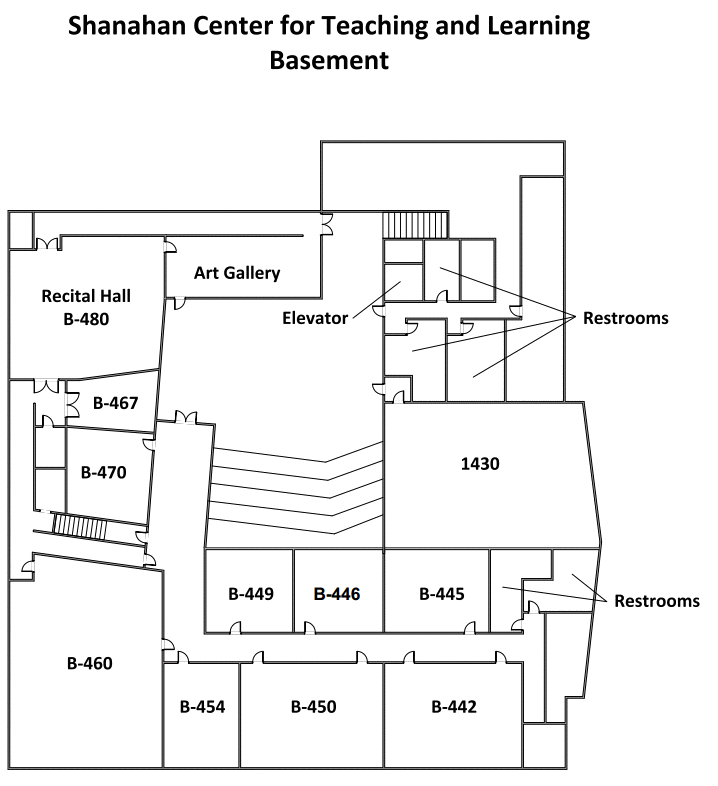 Shanahan Center for Teaching and Learning
Basement
Art Gallery
Recital Hall
B-480
Elevator
Restrooms
B-467
B-470
1430
B-449
B-446
B-445
Restrooms
B-460
B-454
B-450
B-442